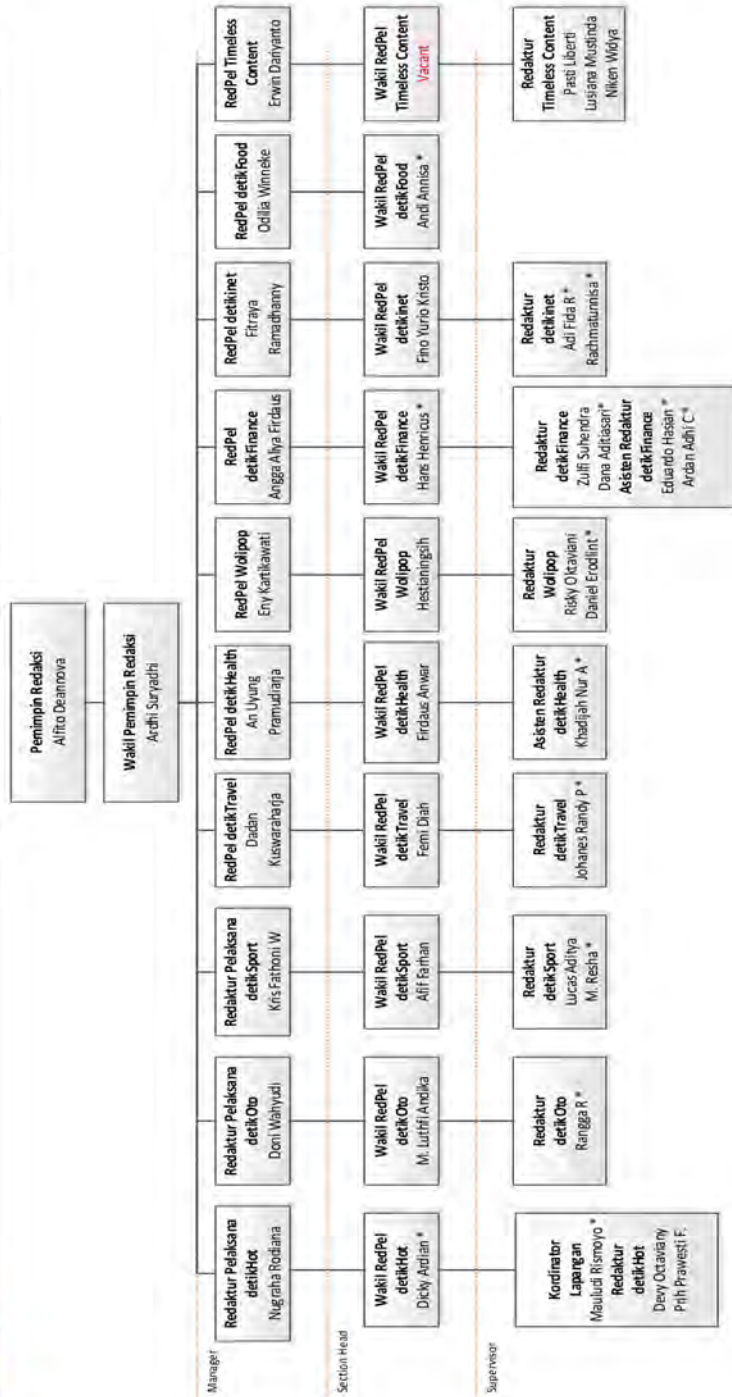 Pemimpin Redaksi
Alfito Deannova
Wakil Pemimpin Redaksi
Ardhi Suryadhi
Manager
Redaktur Pelaksana
detikHot
Nugraha Rodiana
Redaktur Pelaksana
detikOto
Doni Wahyudi
Redaktur Pelaksana
detikSport
Kris Fathoni W
RedPel detikTravel
Dadan
Kuswaraharja
RedPel detikHealth
An Uyung
Pramudiarja
RedPel Wolipop
Eny Kartikawati
RedPel
detikFinance
Angga Aliya Firdaus
RedPel detikinet
Fitraya
Ramadhanny
RedPel detikFood
Odilia Winneke
RedPel Timeless
Content
Erwin Dariyanto
Section Head
Wakil RedPel
detikHot
Dicky Ardian *
Wakil RedPel
detikOto
M. Luthfi Andika
Wakil RedPel
detikSport
Afif Farhan
Wakil RedPel
detikTravel
Femi Diah
Wakil RedPel
detikHealth
Firdaus Anwar
Wakil RedPel
Wolipop
Hestianingsih
Wakil RedPel
detikFinance
Hans Henricus *
Wakil RedPel
detikinet
Fino Yurio Kristo
Wakil RedPel
detikFood
Andi Annisa *
Wakil RedPel
Timeless Content
Vacant
Supervisor
Kordinator
Lapangan
Mauludi Rismoyo *
Redaktur
detikHot
Devy Octaviany
Prih Prawesti F.
Redaktur
detikOto
Rangga R *
Redaktur
detikSport
Lucas Aditya
M. Resha *
Redaktur
detikTravel
Johanes Randy P *
Asisten Redaktur
detikHealth
Khadijah Nur A *
Redaktur
Wolipop
Risky Oktaviani
Daniel Erodlint *
Redaktur
detikFinance
Zulfi Suhendra
Dana Aditiasari*
Asisten Redaktur
detikFinance
Eduardo Hasian *
Ardan Adhi C *
Redaktur
detikinet
Adi Fida R *
Rachmatunnisa *
Redaktur
Timeless Content
Pasti Liberti
Lusiana Mustinda
Niken Widya